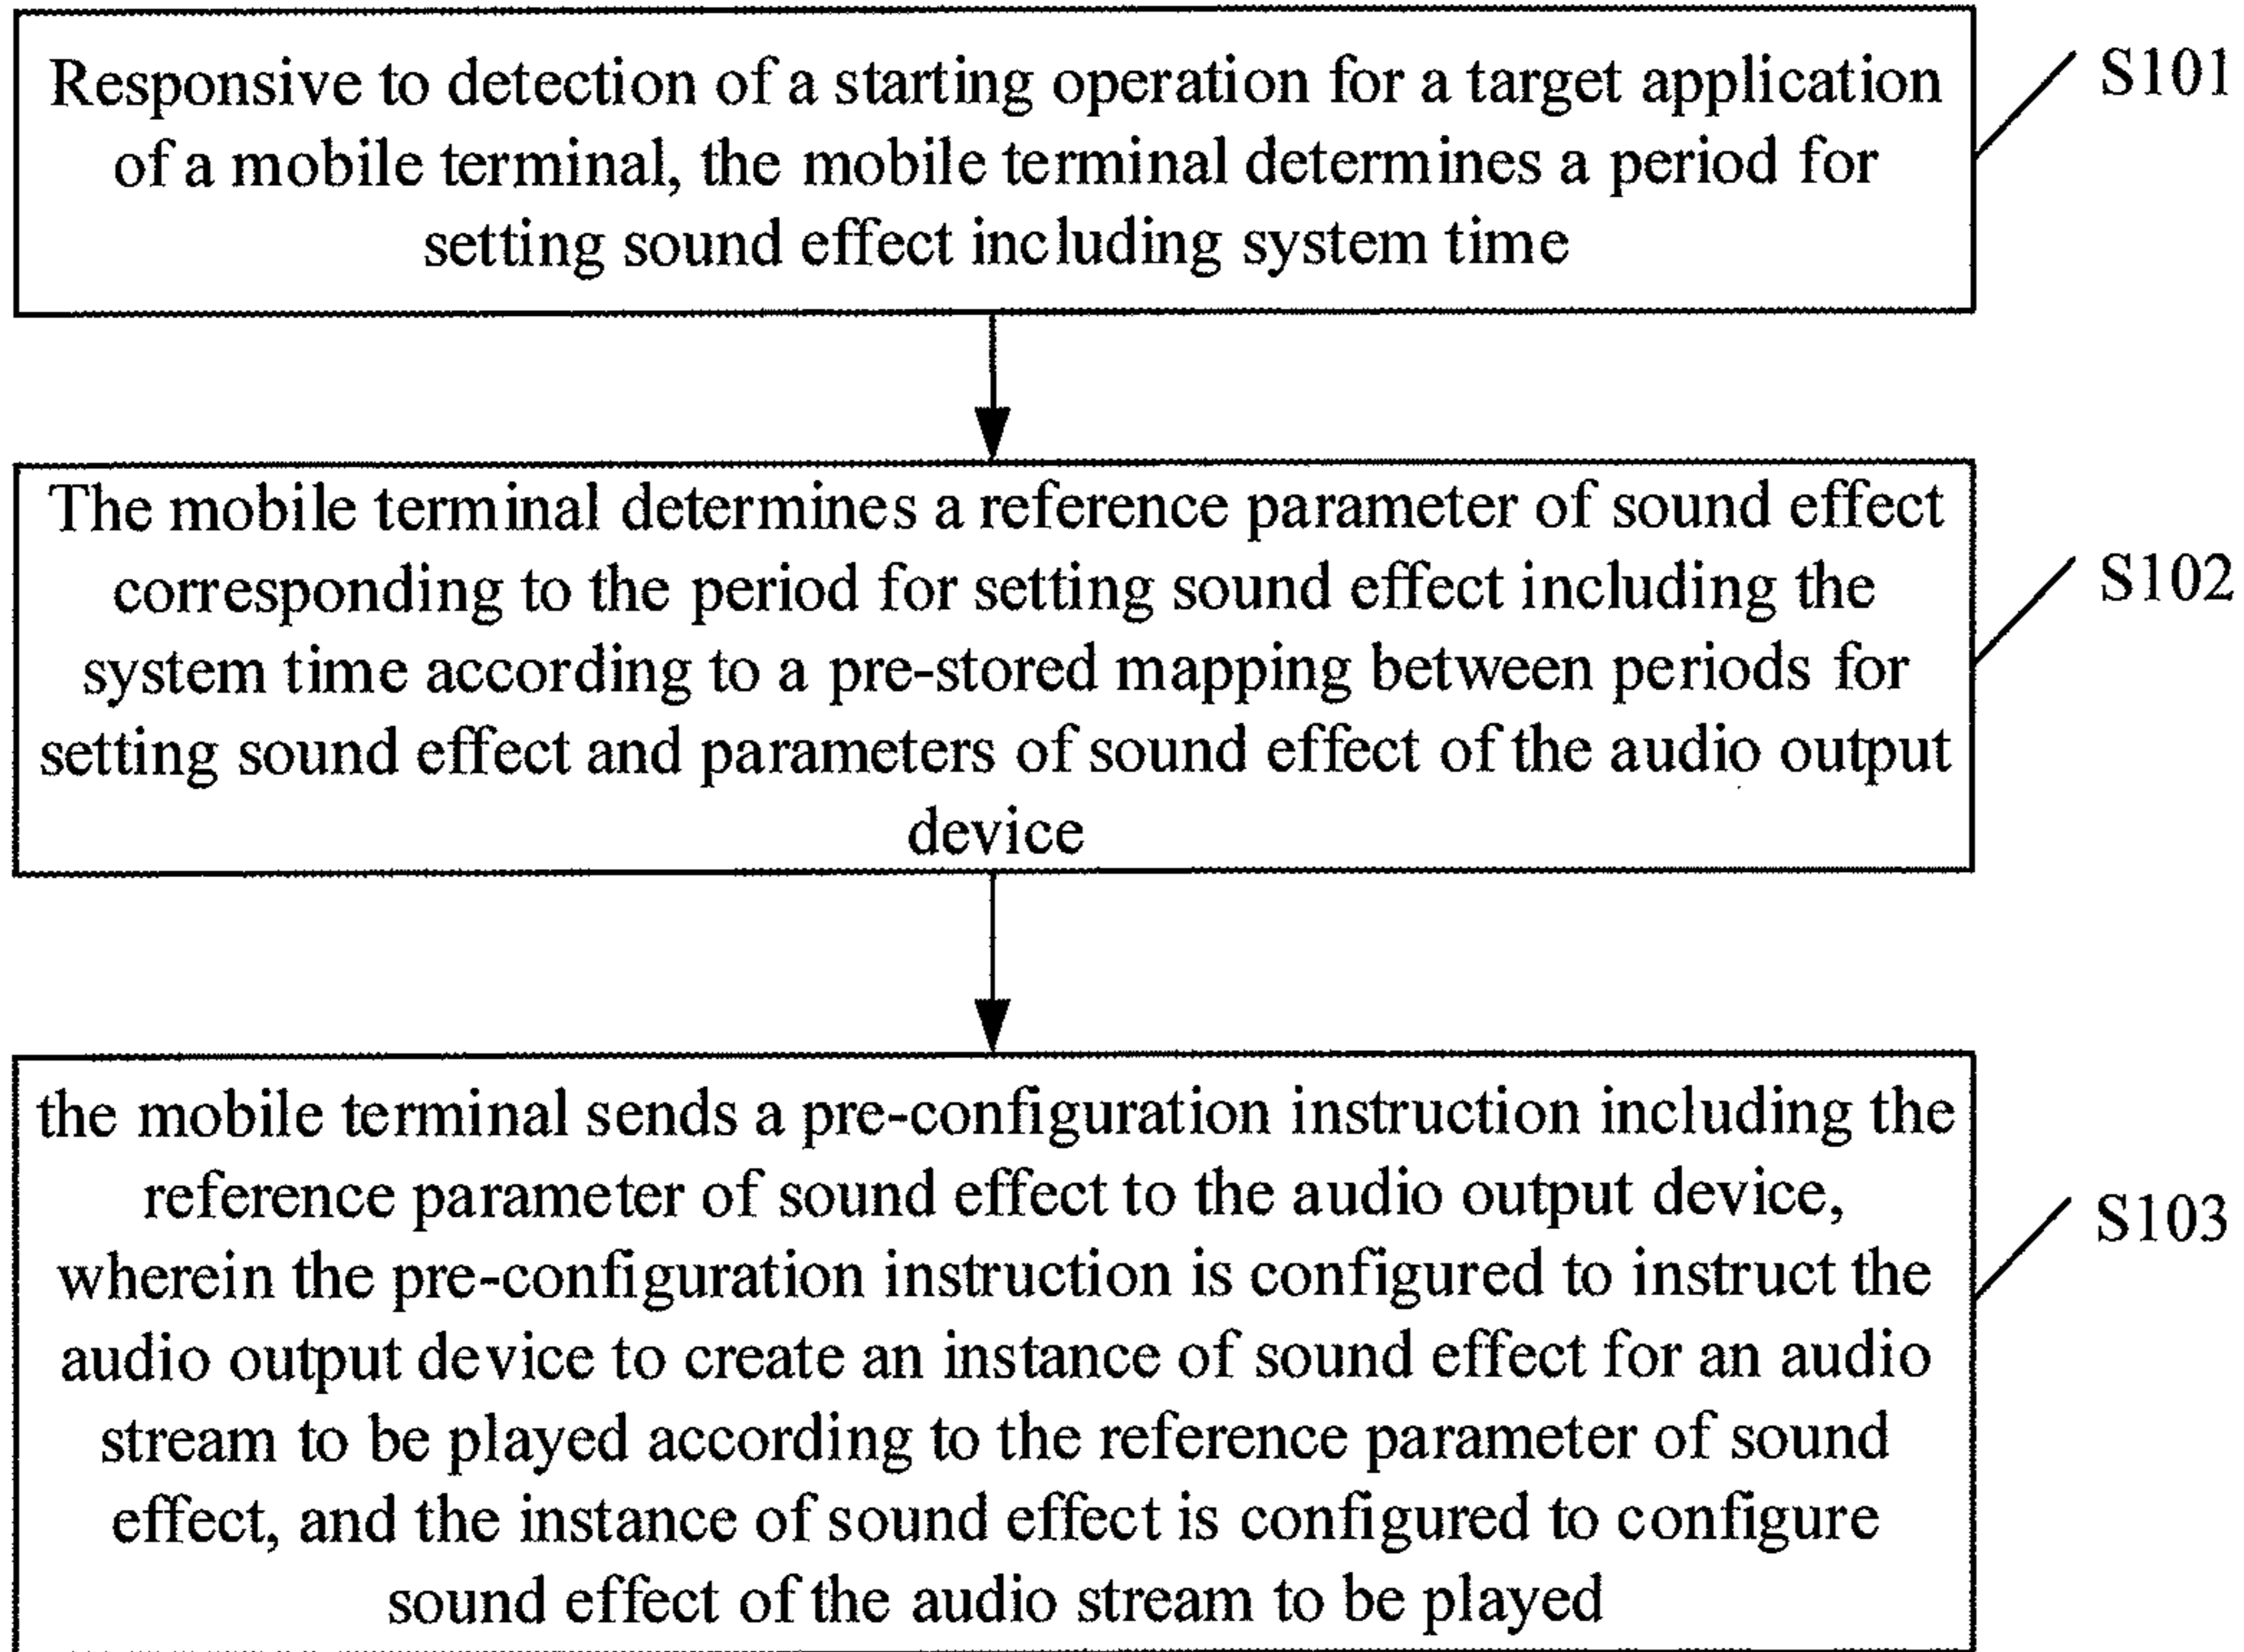 Responsive to detection of a starting operation for a target application
of a mobile terminal, the mobile terminal determines a period for
setting sound effect including system time
S101
The mobile terminal determines a reference parameter of sound effect
corresponding to the period for setting sound effect including the
system time according to a pre-stored mapping between periods for
setting sound effect and parameters of sound effect of the audio output
device
S102
the mobile terminal sends a pre-configuration instruction including the
reference parameter of sound effect to the audio output device,
wherein the pre-configuration instruction is configured to instruct the
audio output device to create an instance of sound effect for an audio
stream to be played according to the reference parameter of sound
effect, and the instance of sound effect is configured to configure
sound effect of the audio stream to be played
S103